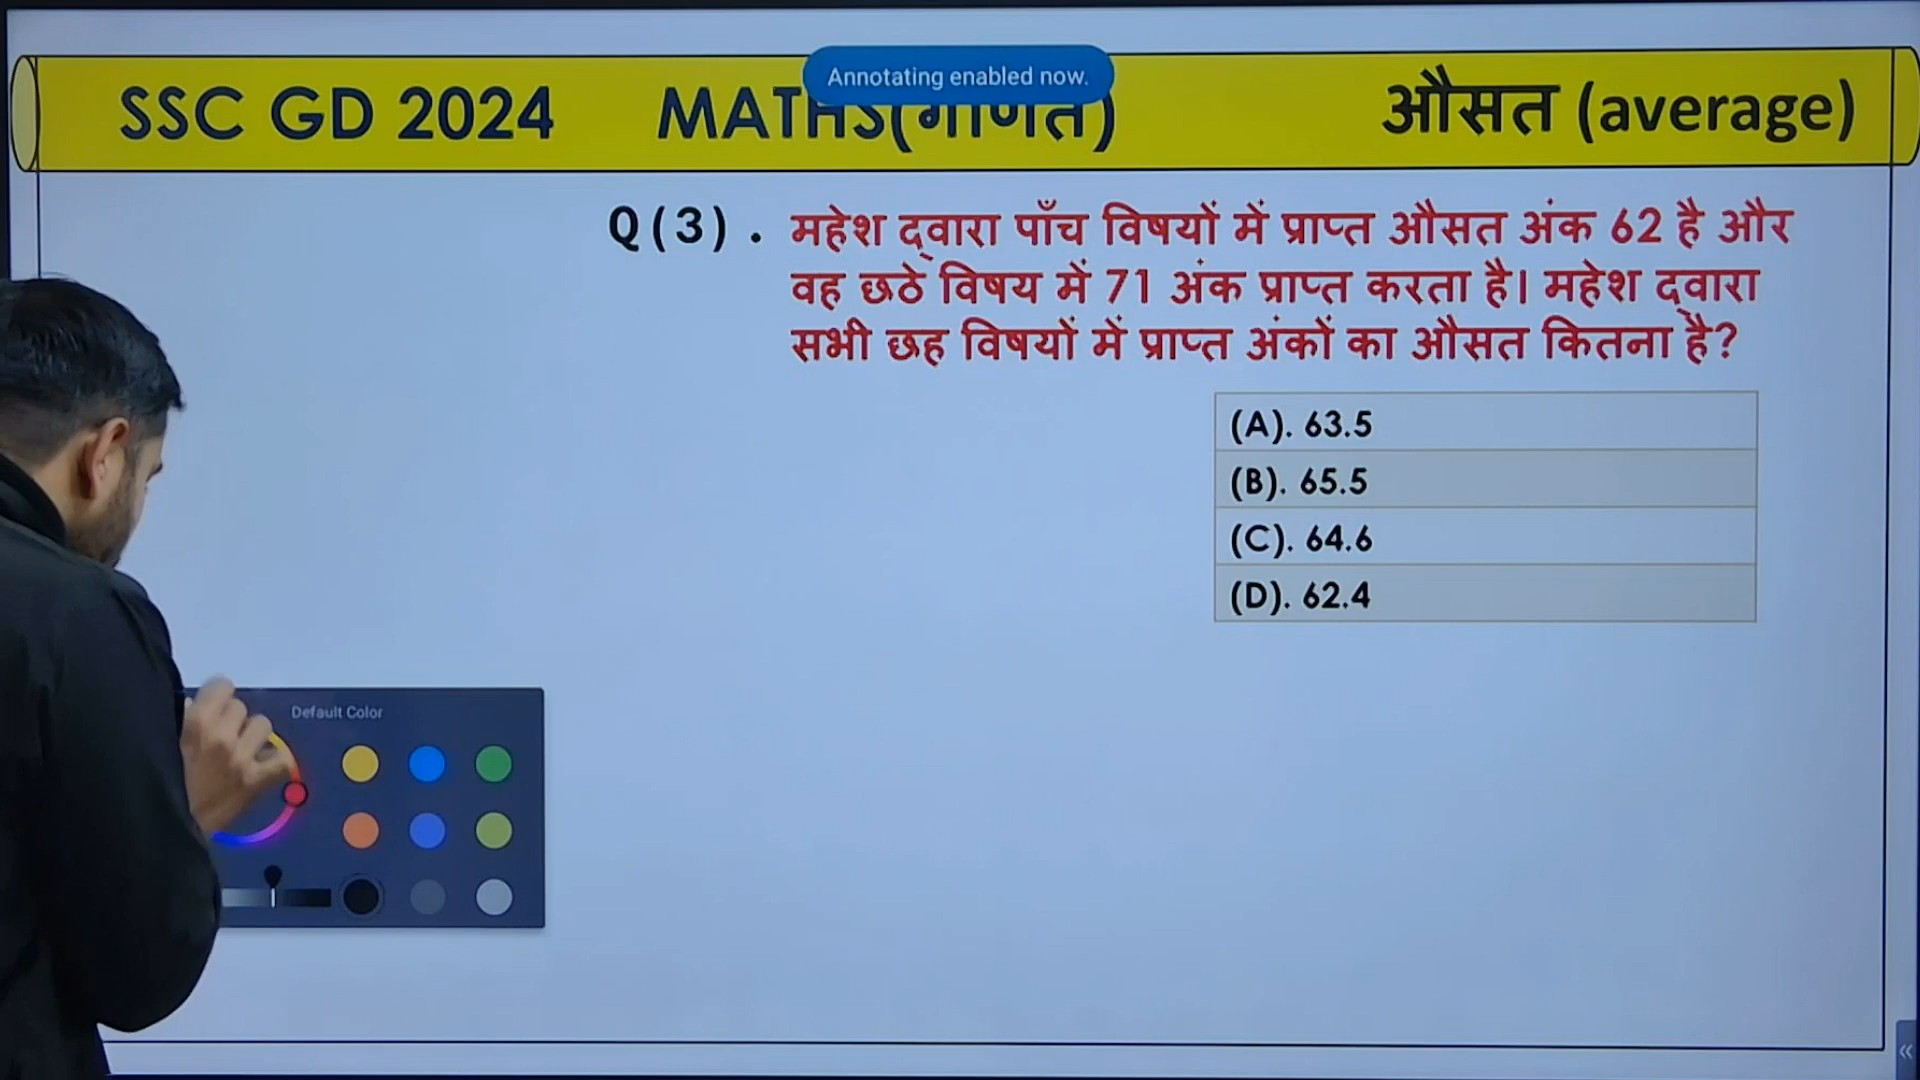 Annotating enabled now.
SSC GD 2024 MATHS(गणित) औसत (average)
Q(3). महेश द्वारा पाँच विषयों में प्राप्त औसत अंक 62 है और
वह छठे विषय में 71 अंक प्राप्त करता है। महेश द्वारा
सभी छह विषयों में प्राप्त अंकों का औसत कितना है?
(A). 63.5
(B). 65.5
(C). 64.6
(D). 62.4
Default Color
«